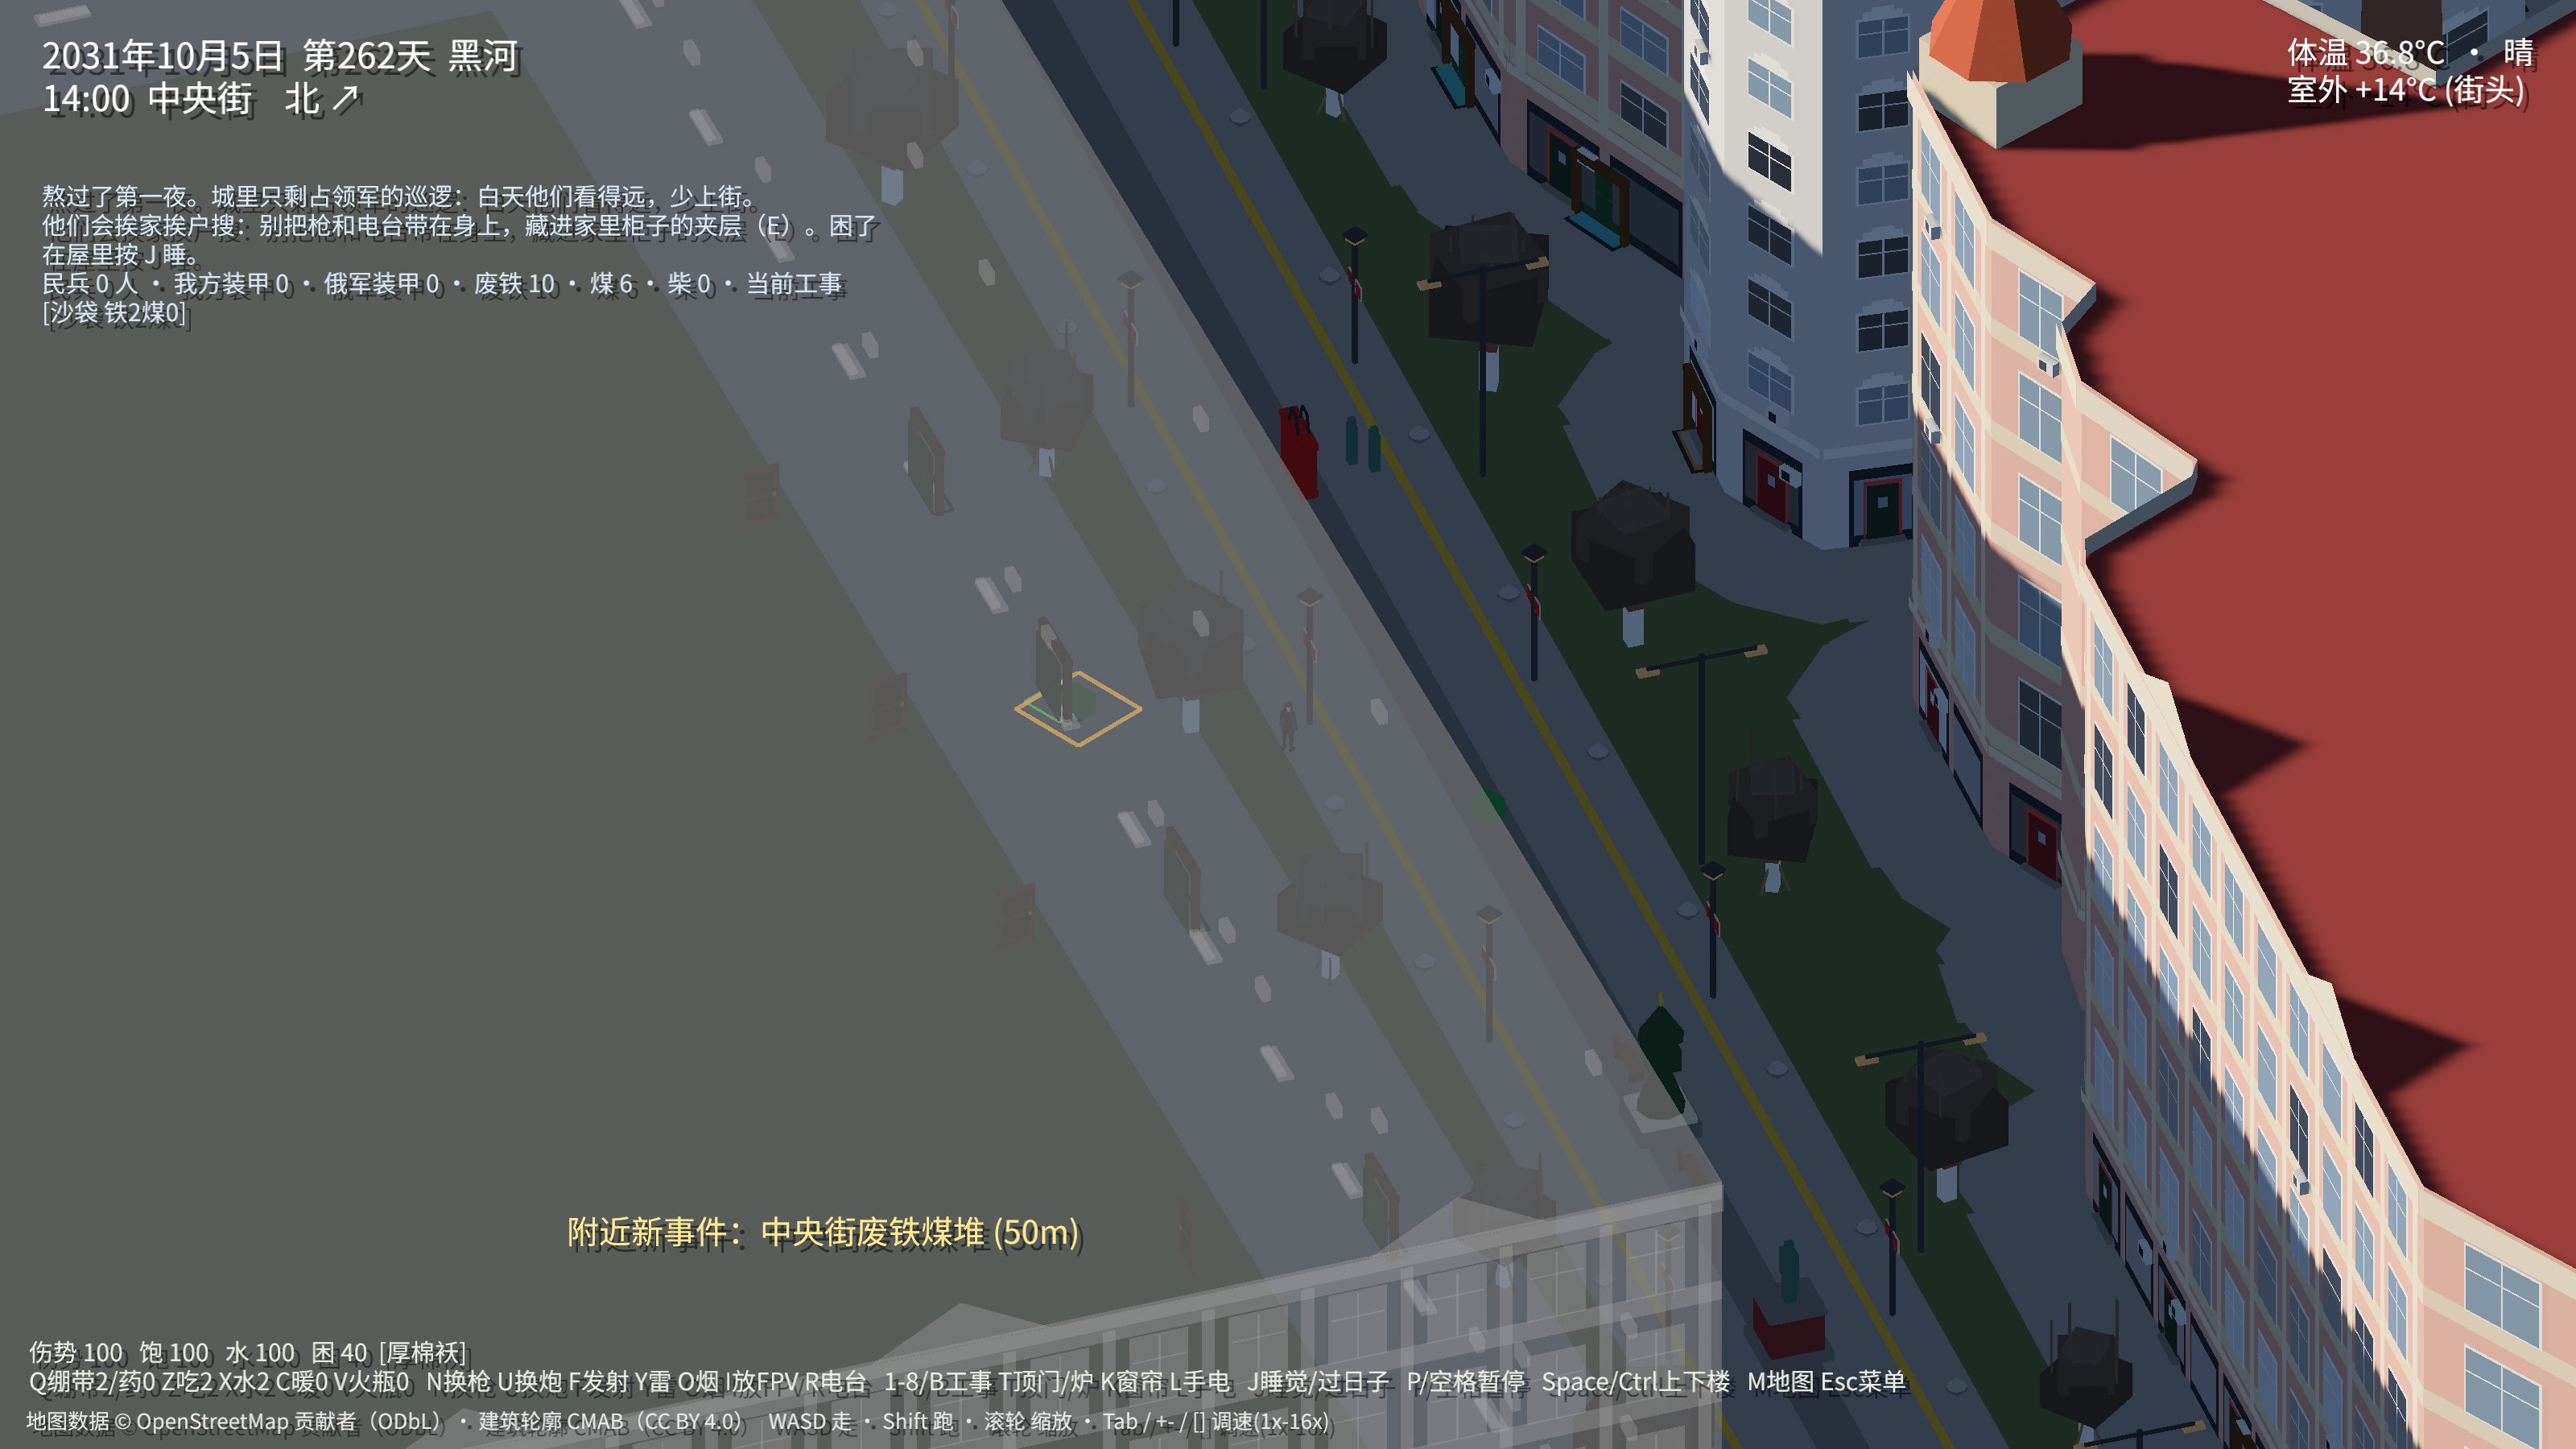 2031年10月5日 第262天 黑河
14:00 中央街 北↗
体温 36.8°C · 晴
室外 +14°C (街头)
熬过了第一夜。城里只剩占领军的巡逻：白天他们看得远，少上街。
他们会挨家挨户搜：别把枪和电台带在身上，藏进家里柜子的夹层（E）。困了
在屋里按 J 睡。
民兵 0 人 · 我方装甲 0 · 俄军装甲 0 · 废铁 10 · 煤 6 · 柴 0 · 当前工事
[沙袋 铁2煤0]
附近新事件：中央街废铁煤堆 (50m)
伤势 100 饱 100 水 100 困 40 [厚棉袄]
Q绷带2/药0 Z吃2 X水2 C暖0 V火瓶0 N换枪 U换炮 F发射 Y雷 O烟 I放FPV R电台 1-8/B工事 T顶门/炉 K窗帘 L手电 J睡觉/过日子 P/空格暂停 Space/Ctrl上下楼 M地图 Esc菜单
地图数据 © OpenStreetMap 贡献者（ODbL） · 建筑轮廓 CMAB（CC BY 4.0） WASD 走 · Shift 跑 · 滚轮 缩放 · Tab / +- / [] 调速(1x-16x)